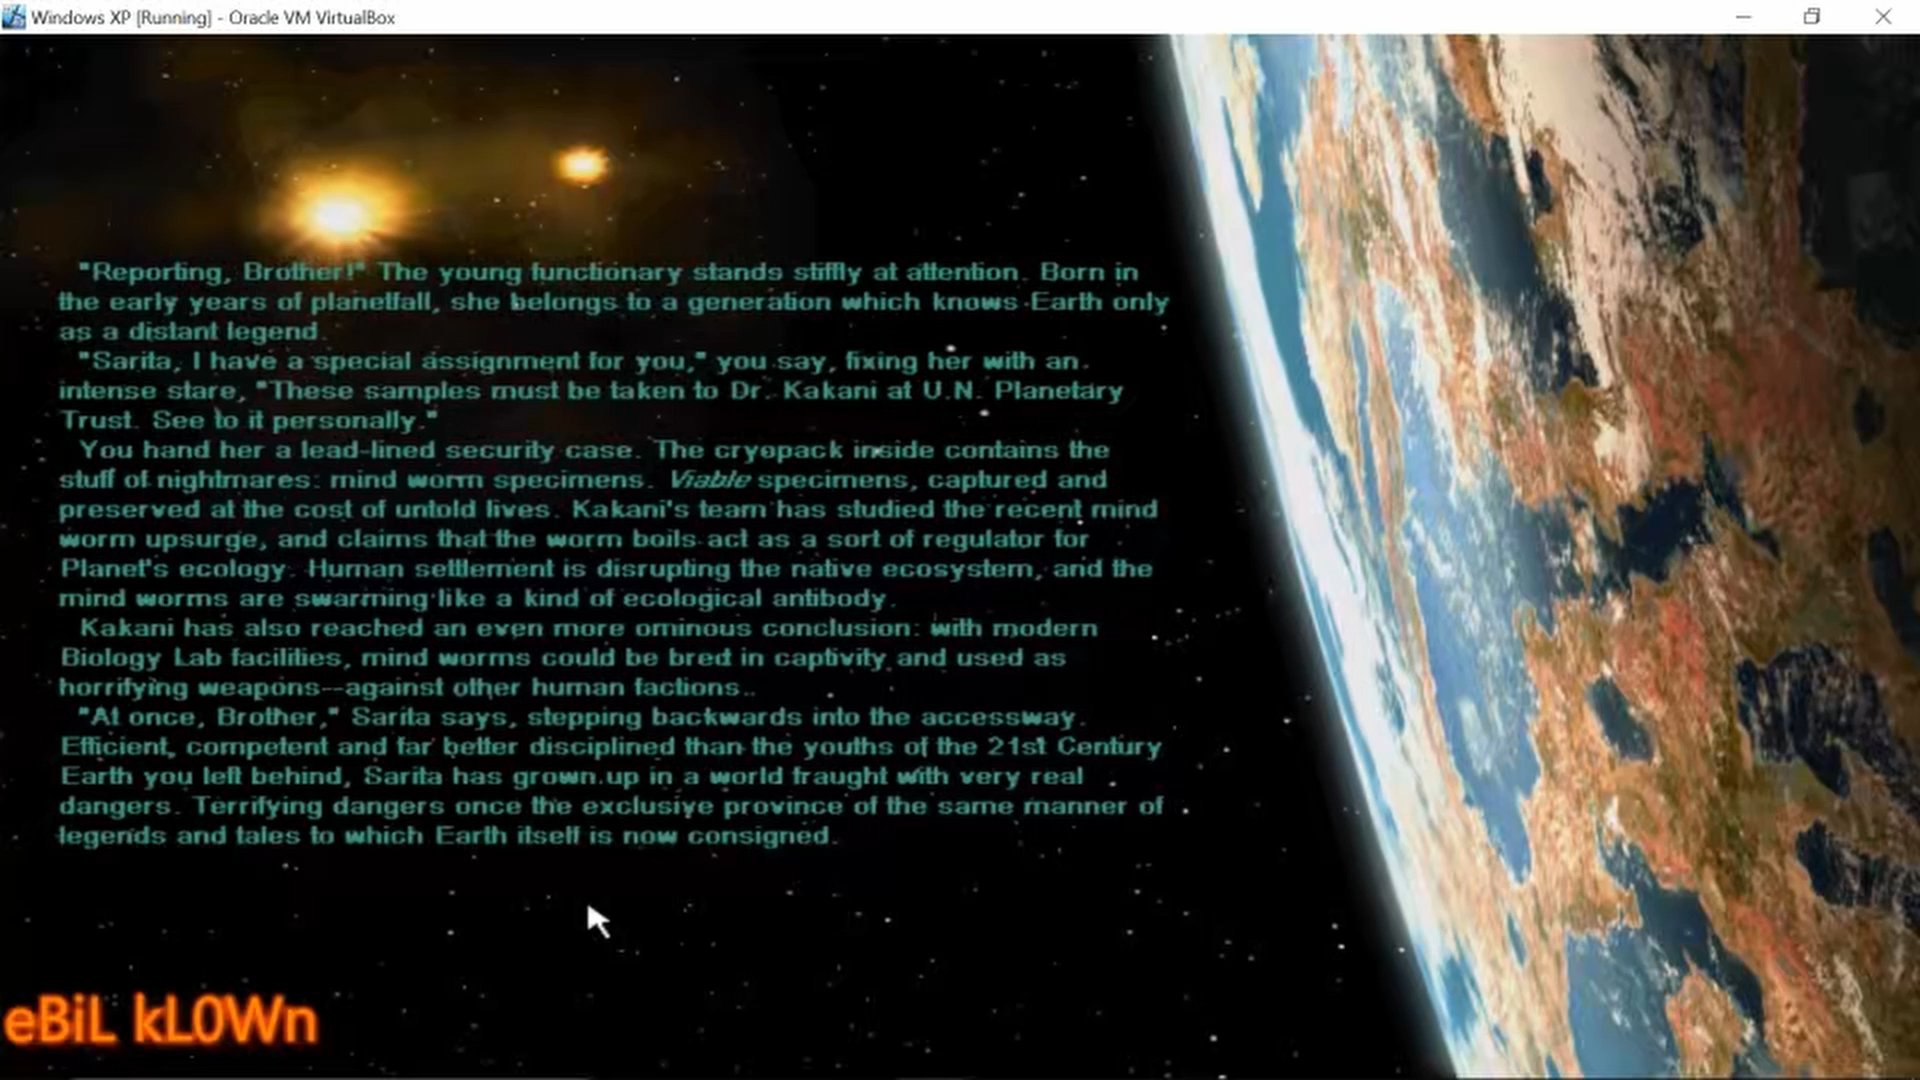 Windows XP [Running] - Oracle VM VirtualBox
"Reporting, Brother!" The young functionary stands stiffly at attention. Born in
the early years of planetfall, she belongs to a generation which knows Earth only
as a distant legend.
"Sarita, I have a special assignment for you," you say, fixing her with an
intense stare, "These samples must be taken to Dr. Kakani at U.N. Planetary
Trust. See to it personally."
You hand her a lead-lined security case. The cryopack inside contains the
stuff of nightmares: mind worm specimens. Viable specimens, captured and
preserved at the cost of untold lives. Kakani's team has studied the recent mind
worm upsurge, and claims that the worm boils act as a sort of regulator for
Planet's ecology. Human settlement is disrupting the native ecosystem, and the
mind worms are swarming like a kind of ecological antibody.
Kakani has also reached an even more ominous conclusion: with modern
Biology Lab facilities, mind worms could be bred in captivity and used as
horrifying weapons--against other human factions..
"At once, Brother," Sarita says, stepping backwards into the accessway.
Efficient, competent and far better disciplined than the youths of the 21st Century
Earth you left behind, Sarita has grown up in a world fraught with very real
dangers. Terrifying dangers once the exclusive province of the same manner of
legends and tales to which Earth itself is now consigned.
eBiL kL0Wn